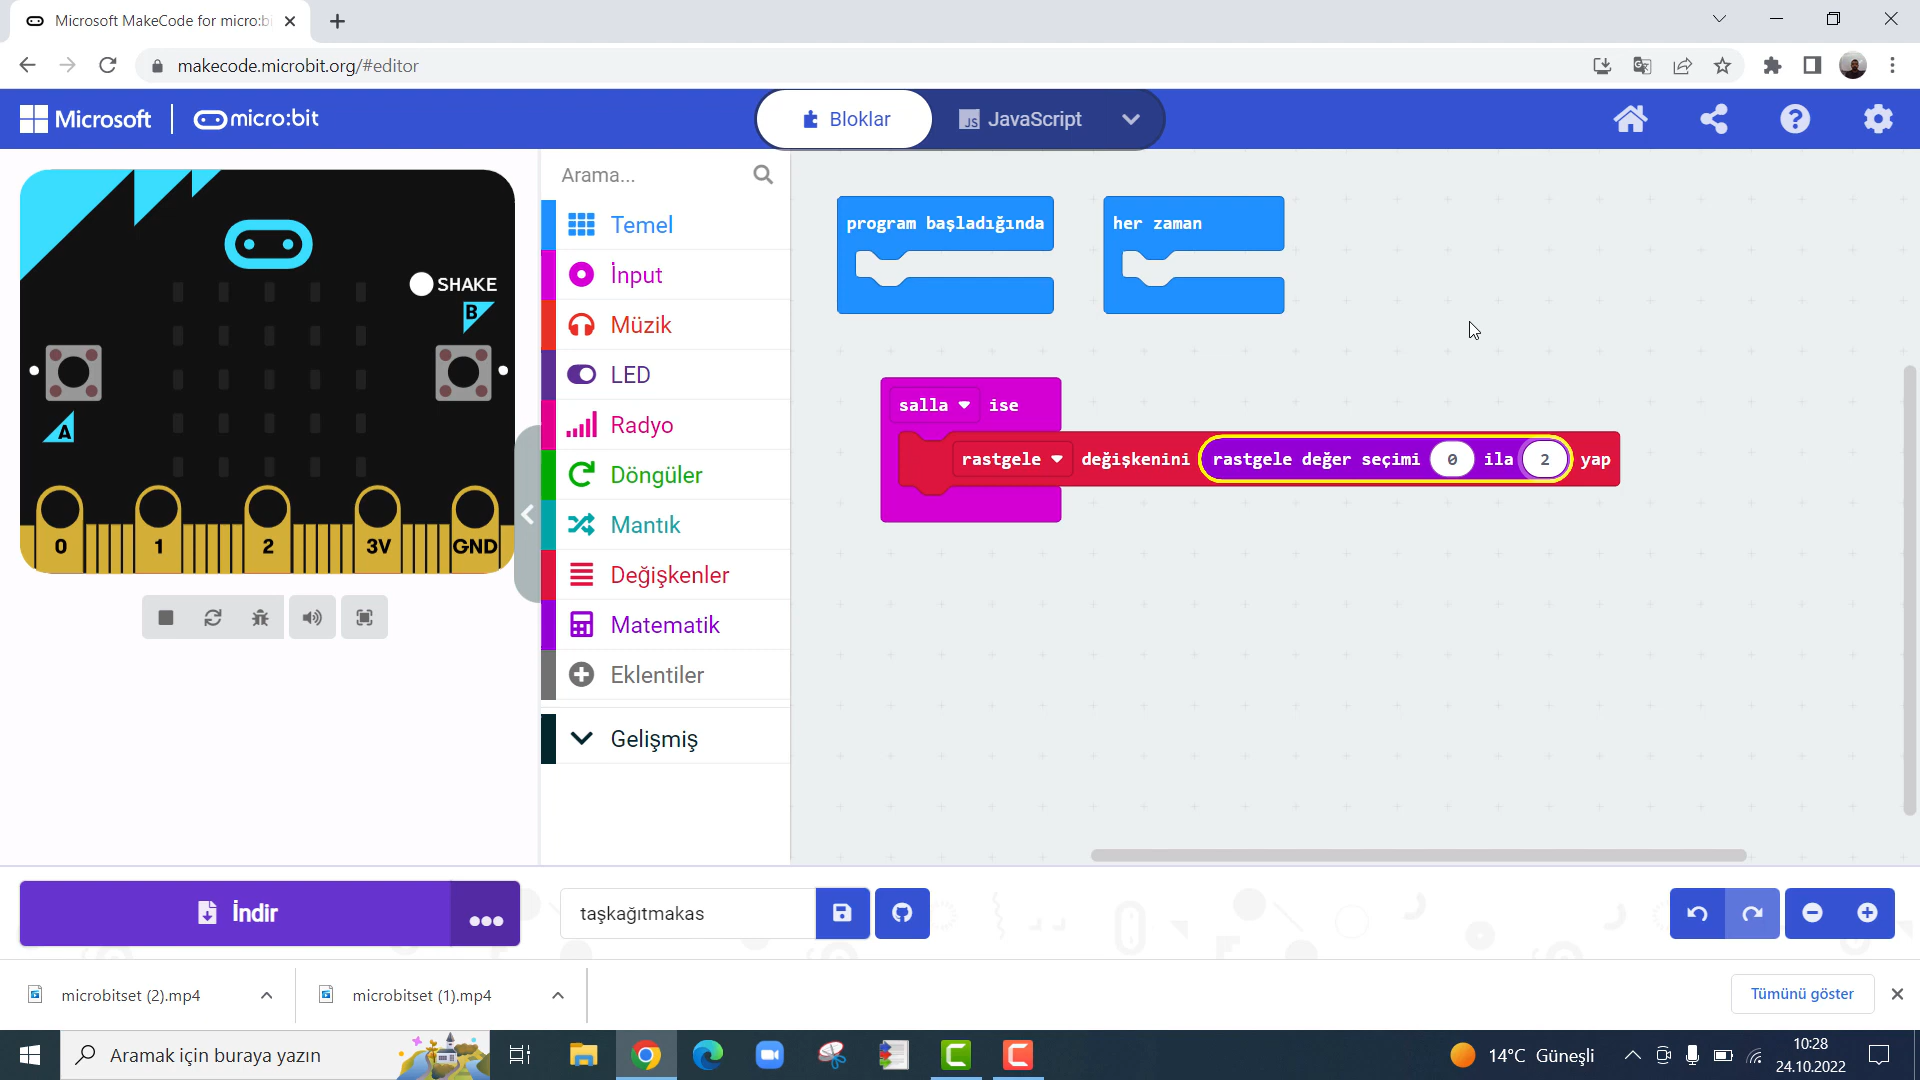 Microsoft MakeCode for micro:bi
makecode.microbit.org/#editor
Microsoft
micro:bit
Bloklar
JavaScript
SHAKE
B
A
0
1
2
3V
GND
Arama...
Temel
İnput
Müzik
LED
Radyo
Döngüler
Mantık
Değişkenler
Matematik
Eklentiler
Gelişmiş
program başladığında
her zaman
salla ise
rastgele değişkenini rastgele değer seçimi 0 ila 2 yap
İndir
taşkağıtmakas
microbitset (2).mp4
microbitset (1).mp4
Tümünü göster
Aramak için buraya yazın
14°C Güneşli
10:28
24.10.2022